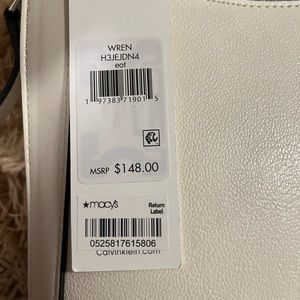 WREN
H3JEJDN4
eot
1 97383 71901 5
MSRP $148.00
★macys
Return
Label
0525817615806
Calvinklein.com